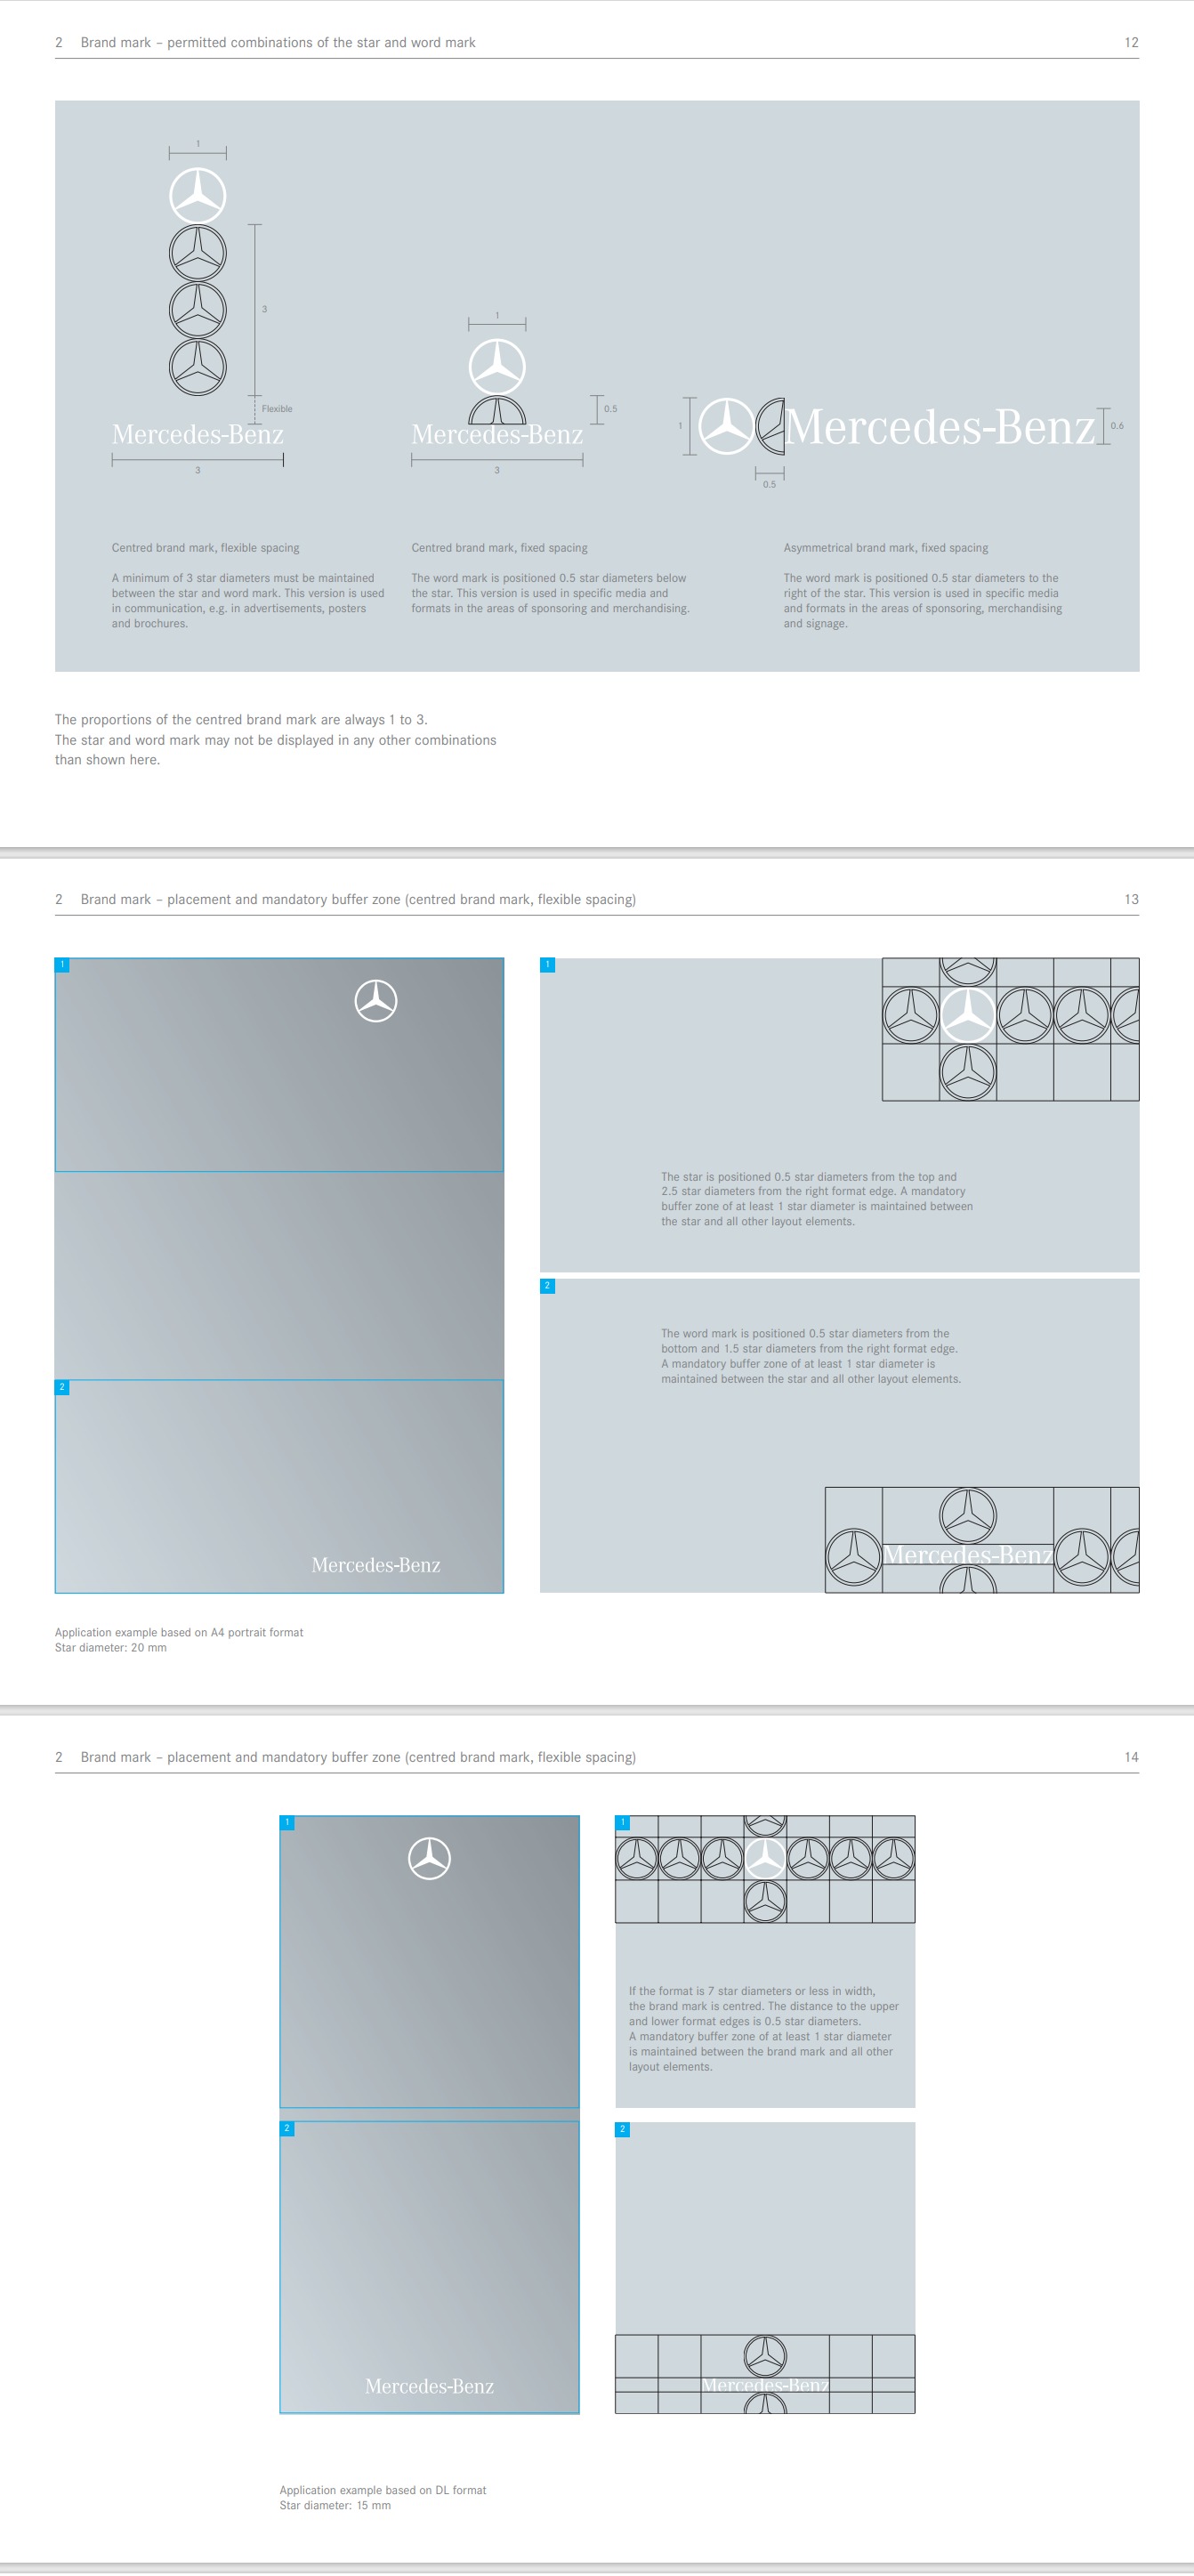 2 Brand mark – permitted combinations of the star and word mark 12
1
3
Flexible
Mercedes-Benz
3
1
0.5
Mercedes-Benz
3
1
Mercedes-Benz
0.6
0.5
Centred brand mark, flexible spacing
A minimum of 3 star diameters must be maintained
between the star and word mark. This version is used
in communication, e.g. in advertisements, posters
and brochures.
Centred brand mark, fixed spacing
The word mark is positioned 0.5 star diameters below
the star. This version is used in specific media and
formats in the areas of sponsoring and merchandising.
Asymmetrical brand mark, fixed spacing
The word mark is positioned 0.5 star diameters to the
right of the star. This version is used in specific media
and formats in the areas of sponsoring, merchandising
and signage.
The proportions of the centred brand mark are always 1 to 3.
The star and word mark may not be displayed in any other combinations
than shown here.
2 Brand mark – placement and mandatory buffer zone (centred brand mark, flexible spacing) 13
1
2
Mercedes-Benz
1
The star is positioned 0.5 star diameters from the top and
2.5 star diameters from the right format edge. A mandatory
buffer zone of at least 1 star diameter is maintained between
the star and all other layout elements.
2
The word mark is positioned 0.5 star diameters from the
bottom and 1.5 star diameters from the right format edge.
A mandatory buffer zone of at least 1 star diameter is
maintained between the star and all other layout elements.
Mercedes-Benz
Application example based on A4 portrait format
Star diameter: 20 mm
2 Brand mark – placement and mandatory buffer zone (centred brand mark, flexible spacing) 14
1
2
Mercedes-Benz
1
If the format is 7 star diameters or less in width,
the brand mark is centred. The distance to the upper
and lower format edges is 0.5 star diameters.
A mandatory buffer zone of at least 1 star diameter
is maintained between the brand mark and all other
layout elements.
2
Mercedes-Benz
Application example based on DL format
Star diameter: 15 mm